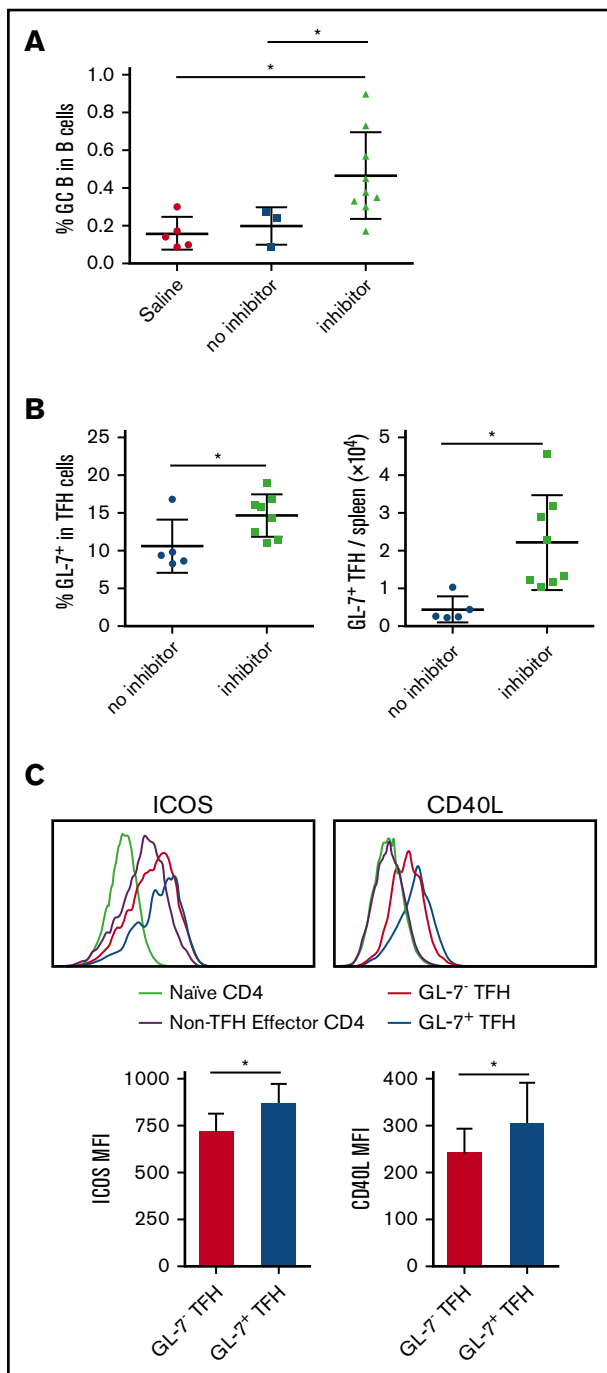 A
*
*
% GC B in B cells
1.0
0.8
0.6
0.4
0.2
0.0
Saline
no inhibitor
inhibitor
B
% GL-7+ in TFH cells
25
20
15
10
5
0
*
no inhibitor
inhibitor
GL-7+ TFH / spleen (×10⁴)
5
4
3
2
1
0
*
no inhibitor
inhibitor
C
ICOS
CD40L
Naïve CD4
GL-7- TFH
Non-TFH Effector CD4
GL-7+ TFH
ICOS MFI
1000
750
500
250
0
*
GL-7- TFH
GL-7+ TFH
CD40L MFI
400
300
200
100
0
*
GL-7- TFH
GL-7+ TFH